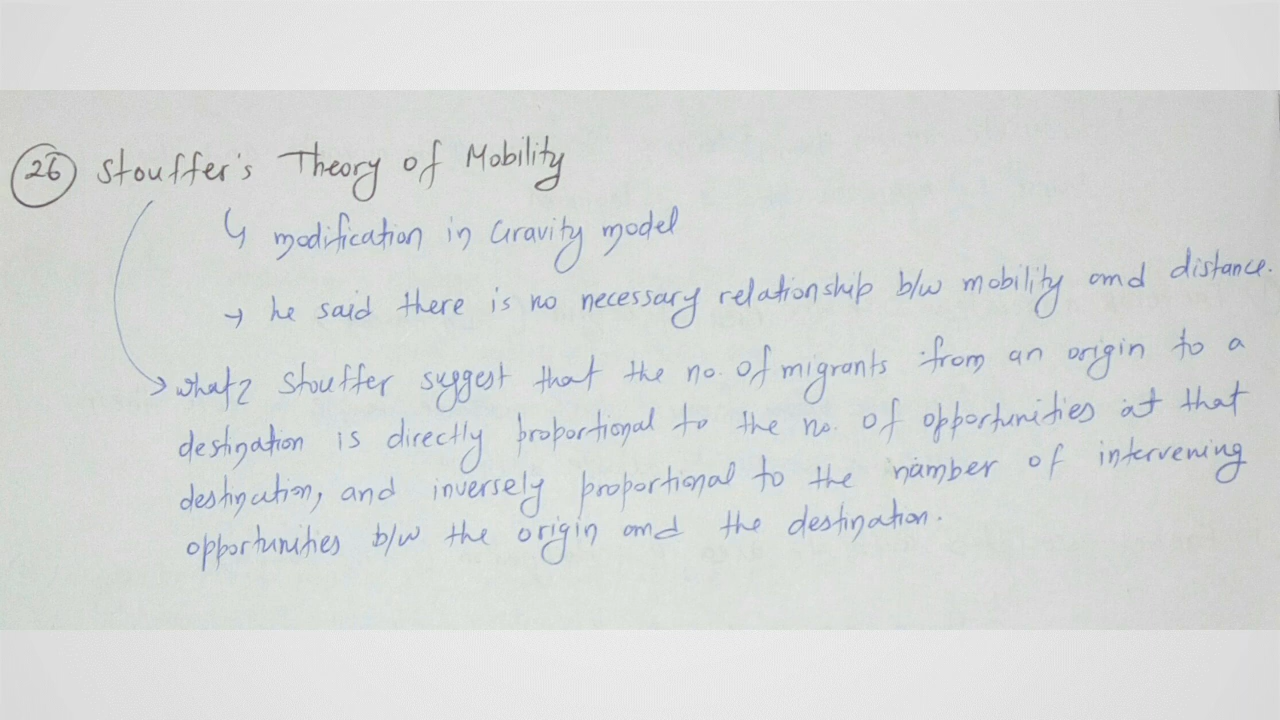 26 Stouffer's Theory of Mobility
↳ modification in Gravity model
→ he said there is no necessary relationship b/w mobility and distance.
→ what? Stouffer suggest that the no. of migrants from an origin to a
destination is directly proportional to the no. of opportunities at that
destination, and inversely proportional to the number of intervening
opportunities b/w the origin and the destination.